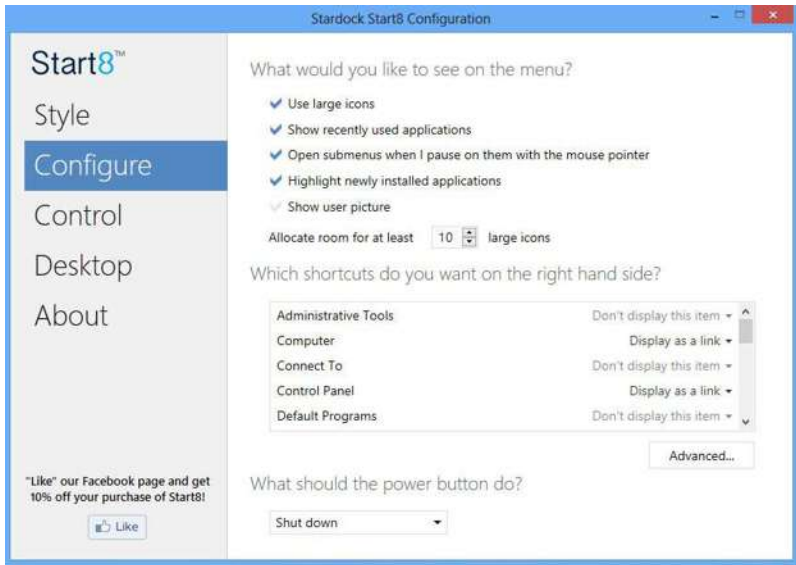 Stardock Start8 Configuration
Start8™
Style
Configure
Control
Desktop
About
"Like" our Facebook page and get
10% off your purchase of Start8!
Like
What would you like to see on the menu?
Use large icons
Show recently used applications
Open submenus when I pause on them with the mouse pointer
Highlight newly installed applications
Show user picture
Allocate room for at least 10 large icons
Which shortcuts do you want on the right hand side?
Administrative Tools Don't display this item
Computer Display as a link
Connect To Don't display this item
Control Panel Display as a link
Default Programs Don't display this item
Advanced...
What should the power button do?
Shut down